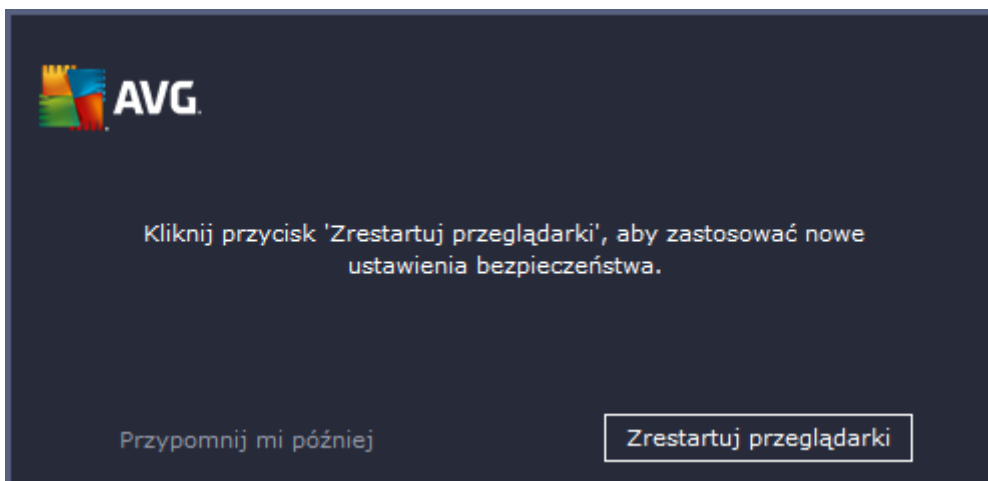 AVG.
Kliknij przycisk 'Zrestartuj przeglądarki', aby zastosować nowe
ustawienia bezpieczeństwa.
Przypomnij mi później
Zrestartuj przeglądarki